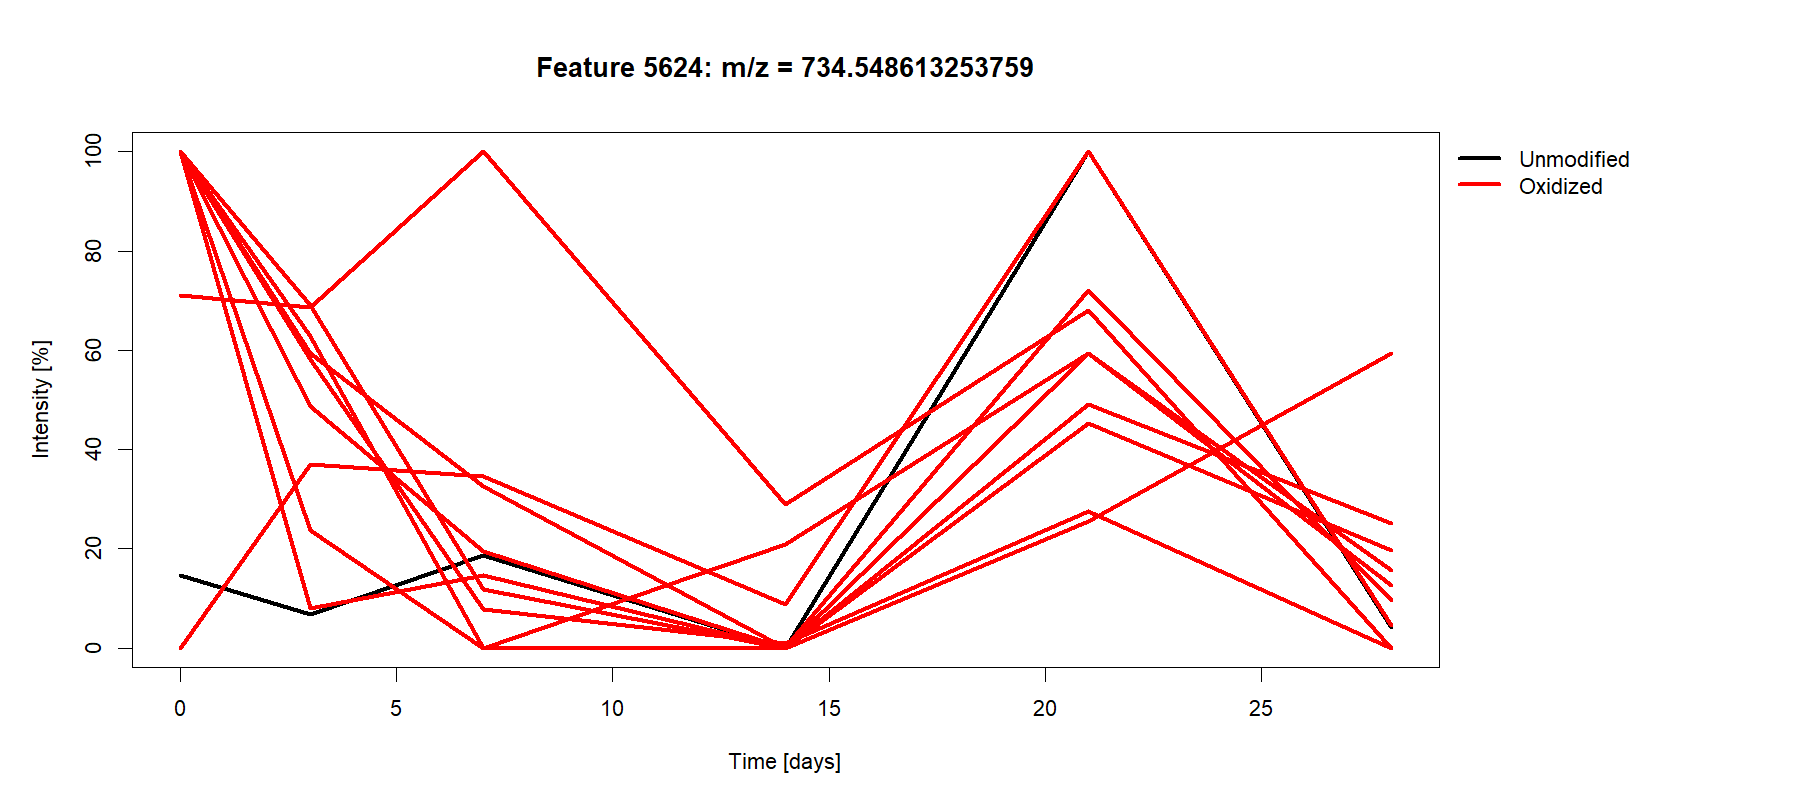 Feature 5624: m/z = 734.548613253759
Unmodified
Oxidized
Intensity [%]
100
80
60
40
20
0
0 5 10 15 20 25
Time [days]